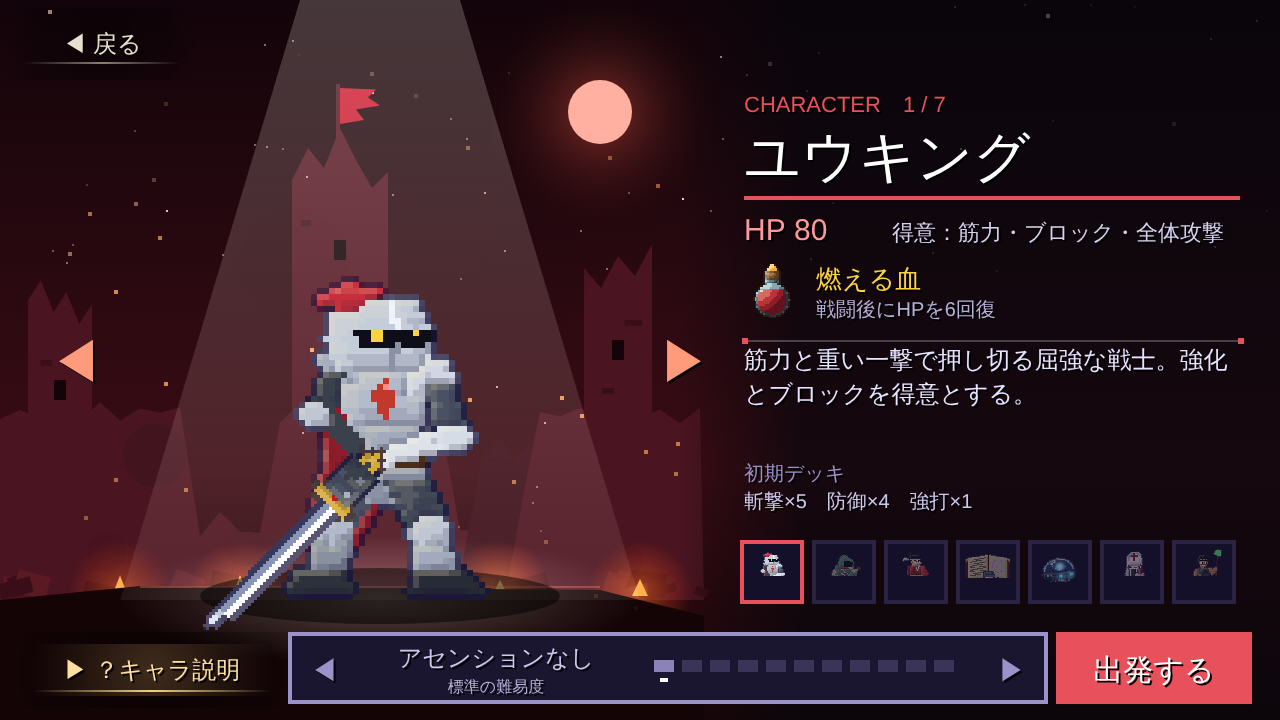 ◀ 戻る
CHARACTER 1 / 7
ユウキング
HP 80 得意：筋力・ブロック・全体攻撃
燃える血
戦闘後にHPを6回復
筋力と重い一撃で押し切る屈強な戦士。強化
とブロックを得意とする。
初期デッキ
斬撃×5 防御×4 強打×1
▶ ？キャラ説明
アセンションなし
標準の難易度
出発する